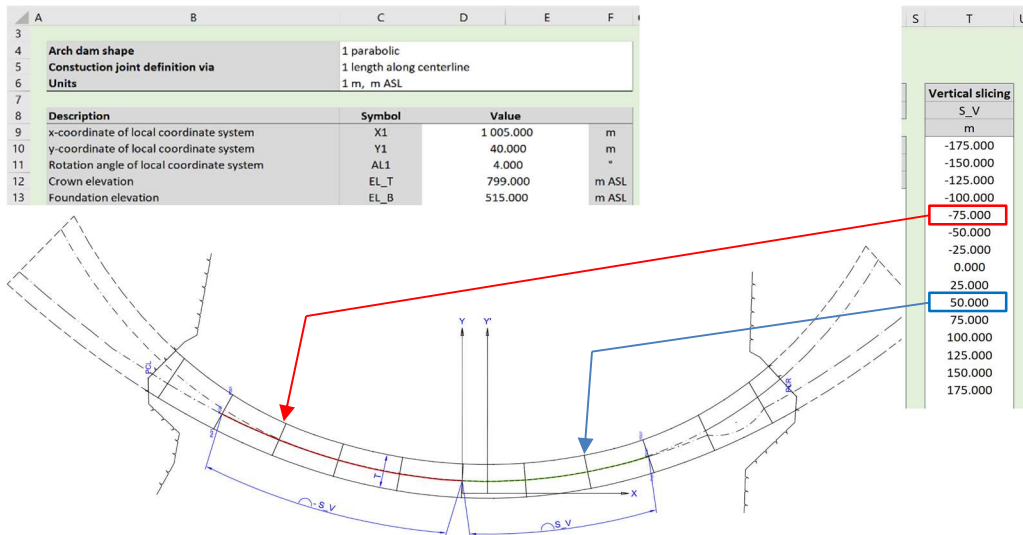 A B C D E F
3
4 Arch dam shape 1 parabolic
5 Constuction joint definition via 1 length along centerline
6 Units 1 m, m ASL
7
8 Description Symbol Value
9 x-coordinate of local coordinate system X1 1 005.000 m
10 y-coordinate of local coordinate system Y1 40.000 m
11 Rotation angle of local coordinate system AL1 4.000 °
12 Crown elevation EL_T 799.000 m ASL
13 Foundation elevation EL_B 515.000 m ASL
S T U
Vertical slicing
S_V
m
-175.000
-150.000
-125.000
-100.000
-75.000
-50.000
-25.000
0.000
25.000
50.000
75.000
100.000
125.000
150.000
175.000
Y Y'
PCL
PCR
T
X
⌒- S_V
⌒S_V